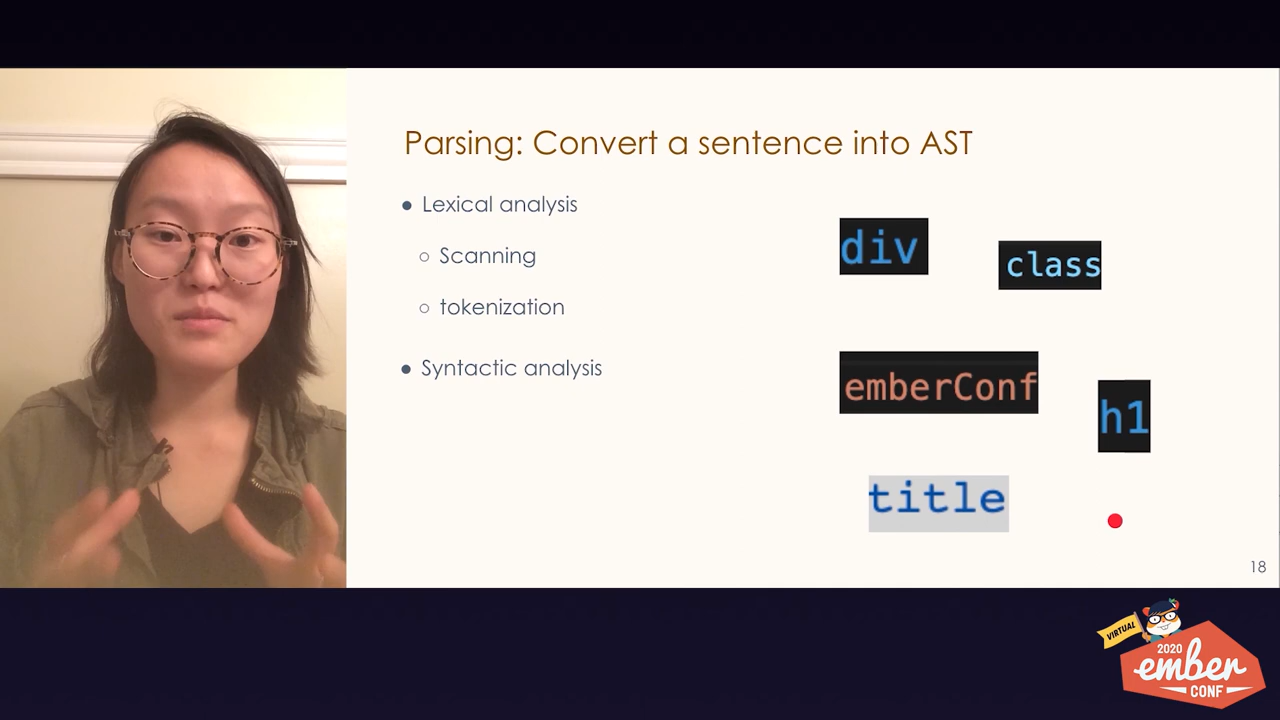 Parsing: Convert a sentence into AST
● Lexical analysis
○ Scanning
○ tokenization
● Syntactic analysis
div
class
emberConf
h1
title
18
VIRTUAL
2020
ember
CONF